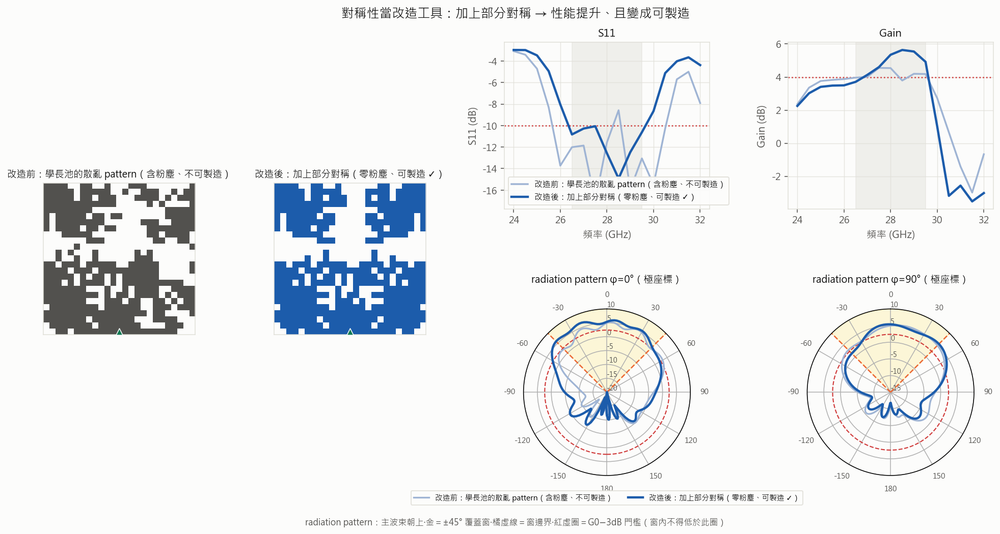 對稱性當改造工具：加上部分對稱 → 性能提升、且變成可製造
改造前：學長池的散亂 pattern（含粉塵、不可製造）
改造後：加上部分對稱（零粉塵、可製造 ✓）
S11
S11 (dB)
-4
-6
-8
-10
-12
-14
-16
改造前：學長池的散亂 pattern（含粉塵、不可製造）
改造後：加上部分對稱（零粉塵、可製造 ✓）
24 26 28 30 32
頻率 (GHz)
Gain
Gain (dB)
6
4
2
0
-2
24 26 28 30 32
頻率 (GHz)
radiation pattern φ=0°（極座標）
0
-30 10 30
5
0
-60 60
-5
-10
-15
-20
-90 90
-120 120
-150 150
180
radiation pattern φ=90°（極座標）
0
-30 10 30
5
0
-60 60
-5
-10
-15
-90 90
-120 120
-150 150
180
改造前：學長池的散亂 pattern（含粉塵、不可製造） 改造後：加上部分對稱（零粉塵、可製造 ✓）
radiation pattern：主波束朝上·金＝±45° 覆蓋窗·橘虛線＝窗邊界·紅虛圈＝G0−3dB 門檻（窗內不得低於此圈）